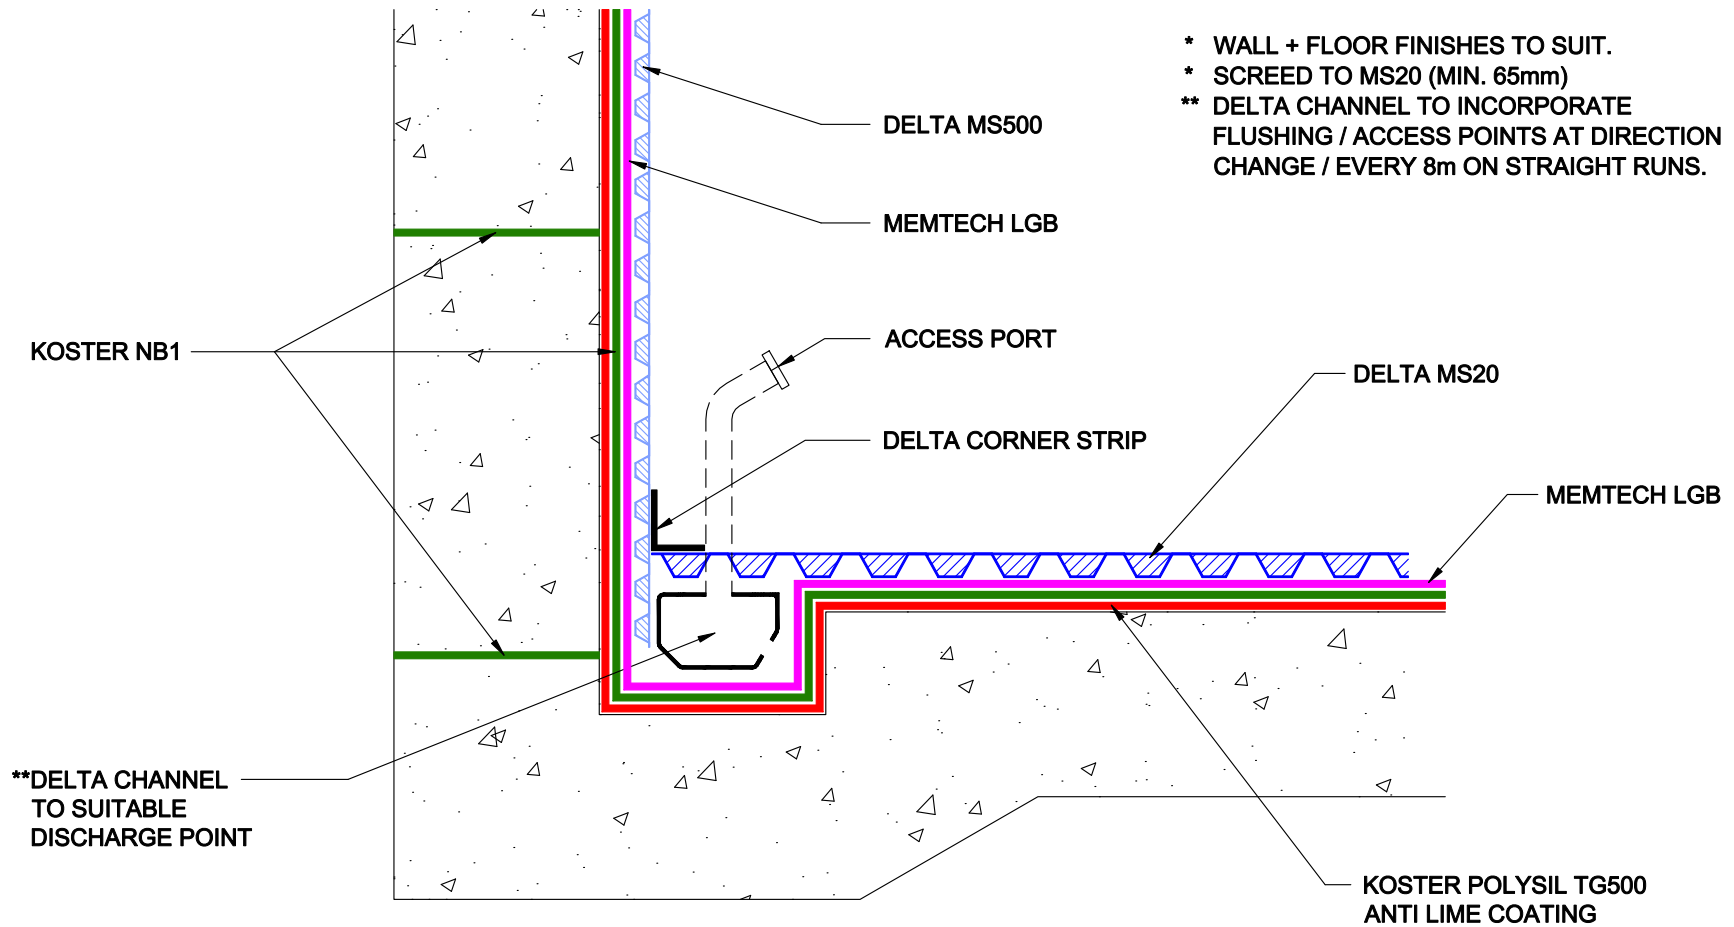 * WALL + FLOOR FINISHES TO SUIT.
* SCREED TO MS20 (MIN. 65mm)
** DELTA CHANNEL TO INCORPORATE
FLUSHING / ACCESS POINTS AT DIRECTION
CHANGE / EVERY 8m ON STRAIGHT RUNS.
DELTA MS500
MEMTECH LGB
KOSTER NB1
ACCESS PORT
DELTA MS20
DELTA CORNER STRIP
MEMTECH LGB
**DELTA CHANNEL
TO SUITABLE
DISCHARGE POINT
KOSTER POLYSIL TG500
ANTI LIME COATING